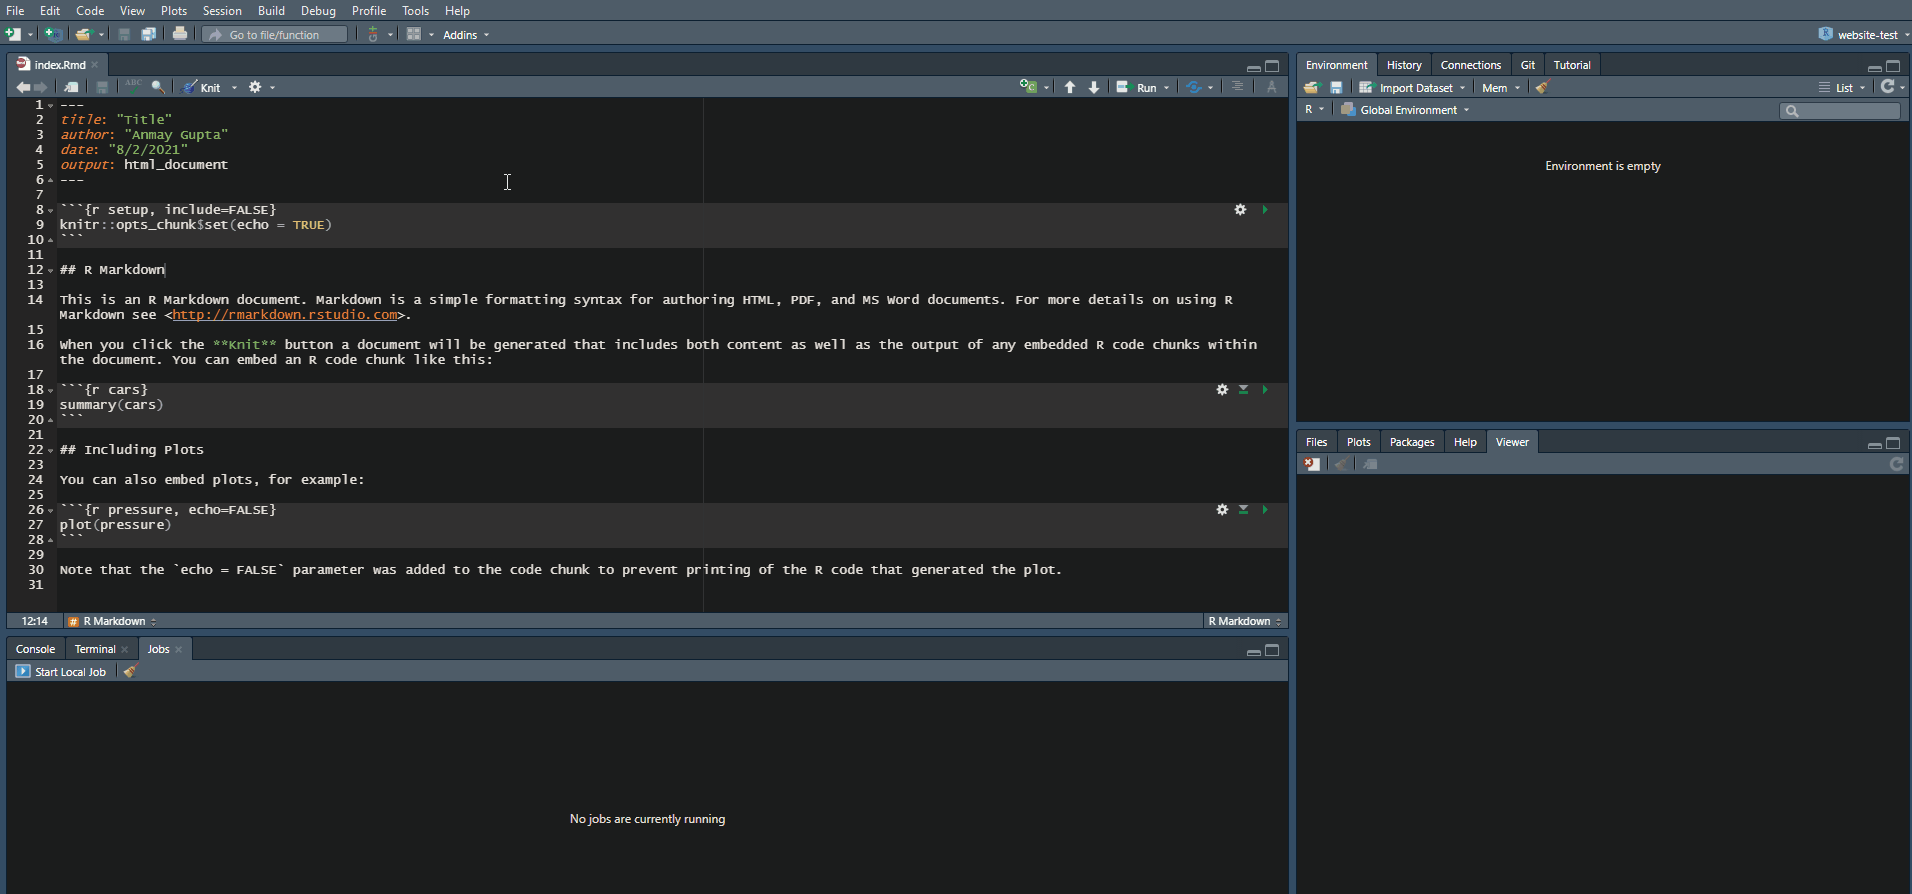 File Edit Code View Plots Session Build Debug Profile Tools Help
Go to file/function Addins website-test
index.Rmd
ABC Knit Run
1 ---
2 title: "Title"
3 author: "Anmay Gupta"
4 date: "8/2/2021"
5 output: html_document
6 ---
7
8 ```{r setup, include=FALSE}
9 knitr::opts_chunk$set(echo = TRUE)
10 ```
11
12 ## R Markdown
13
14 This is an R Markdown document. Markdown is a simple formatting syntax for authoring HTML, PDF, and MS Word documents. For more details on using R
Markdown see <http://rmarkdown.rstudio.com>.
15
16 When you click the **Knit** button a document will be generated that includes both content as well as the output of any embedded R code chunks within
the document. You can embed an R code chunk like this:
17
18 ```{r cars}
19 summary(cars)
20 ```
21
22 ## Including Plots
23
24 You can also embed plots, for example:
25
26 ```{r pressure, echo=FALSE}
27 plot(pressure)
28 ```
29
30 Note that the `echo = FALSE` parameter was added to the code chunk to prevent printing of the R code that generated the plot.
31
12:14 # R Markdown R Markdown
Console Terminal Jobs
Start Local Job
No jobs are currently running
Environment History Connections Git Tutorial
Import Dataset Mem List
R Global Environment
Environment is empty
Files Plots Packages Help Viewer